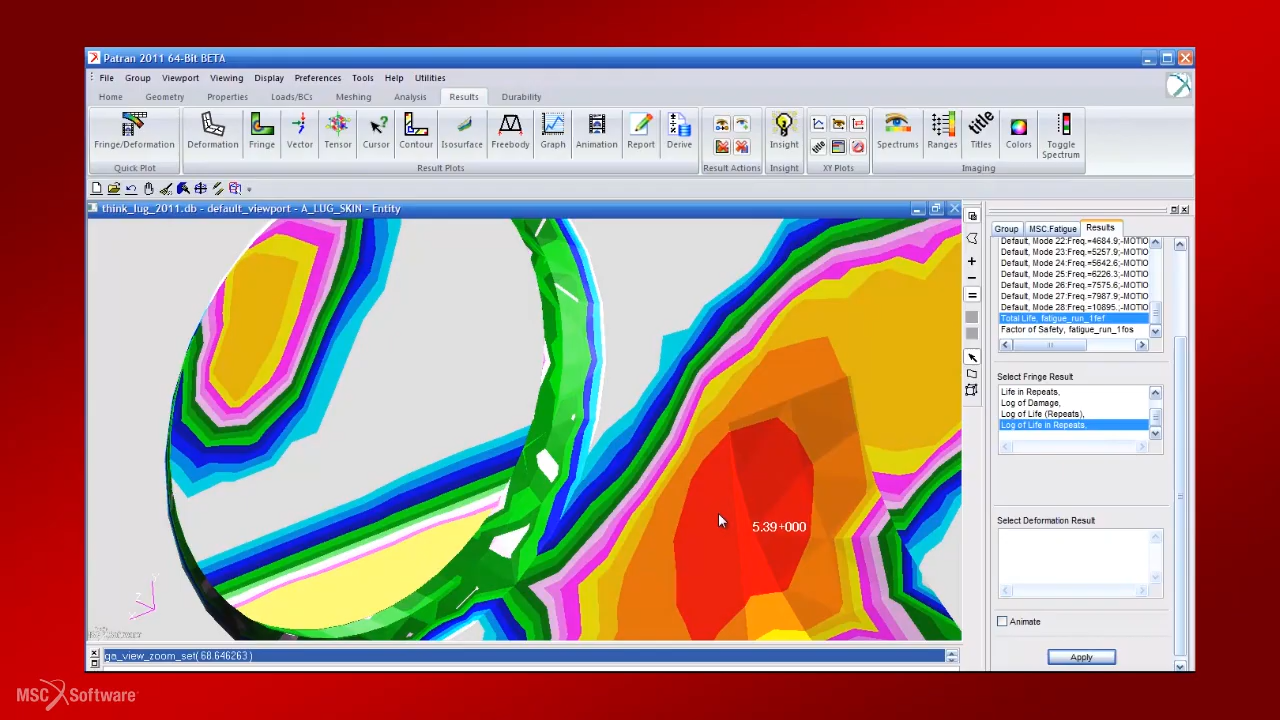 Patran 2011 64-Bit BETA
File Group Viewport Viewing Display Preferences Tools Help Utilities
Home Geometry Properties Loads/BCs Meshing Analysis Results Durability
Fringe/Deformation Deformation Fringe Vector Tensor Cursor Contour Isosurface Freebody Graph Animation Report Derive Insight Spectrums Ranges Titles Colors Toggle Spectrum
Quick Plot Result Plots Result Actions Insight XY Plots Imaging
think_lug_2011.db - default_viewport - A_LUG_SKIN - Entity
Group MSC.Fatigue Results
Default, Mode 22:Freq.=4684.9;-MOTIO
Default, Mode 23:Freq.=5257.9;-MOTIO
Default, Mode 24:Freq.=5642.6;-MOTIO
Default, Mode 25:Freq.=6226.3;-MOTIO
Default, Mode 26:Freq.=7575.6;-MOTIO
Default, Mode 27:Freq.=7987.9;-MOTIO
Default, Mode 28:Freq.=10895.;-MOTIO
Total Life, fatigue_run_1fef
Factor of Safety, fatigue_run_1fos
Select Fringe Result
Life in Repeats,
Log of Damage,
Log of Life (Repeats),
Log of Life in Repeats,
Select Deformation Result
Animate
Apply
5.39+000
ga_view_zoom_set( 68.646263 )
MSC Software